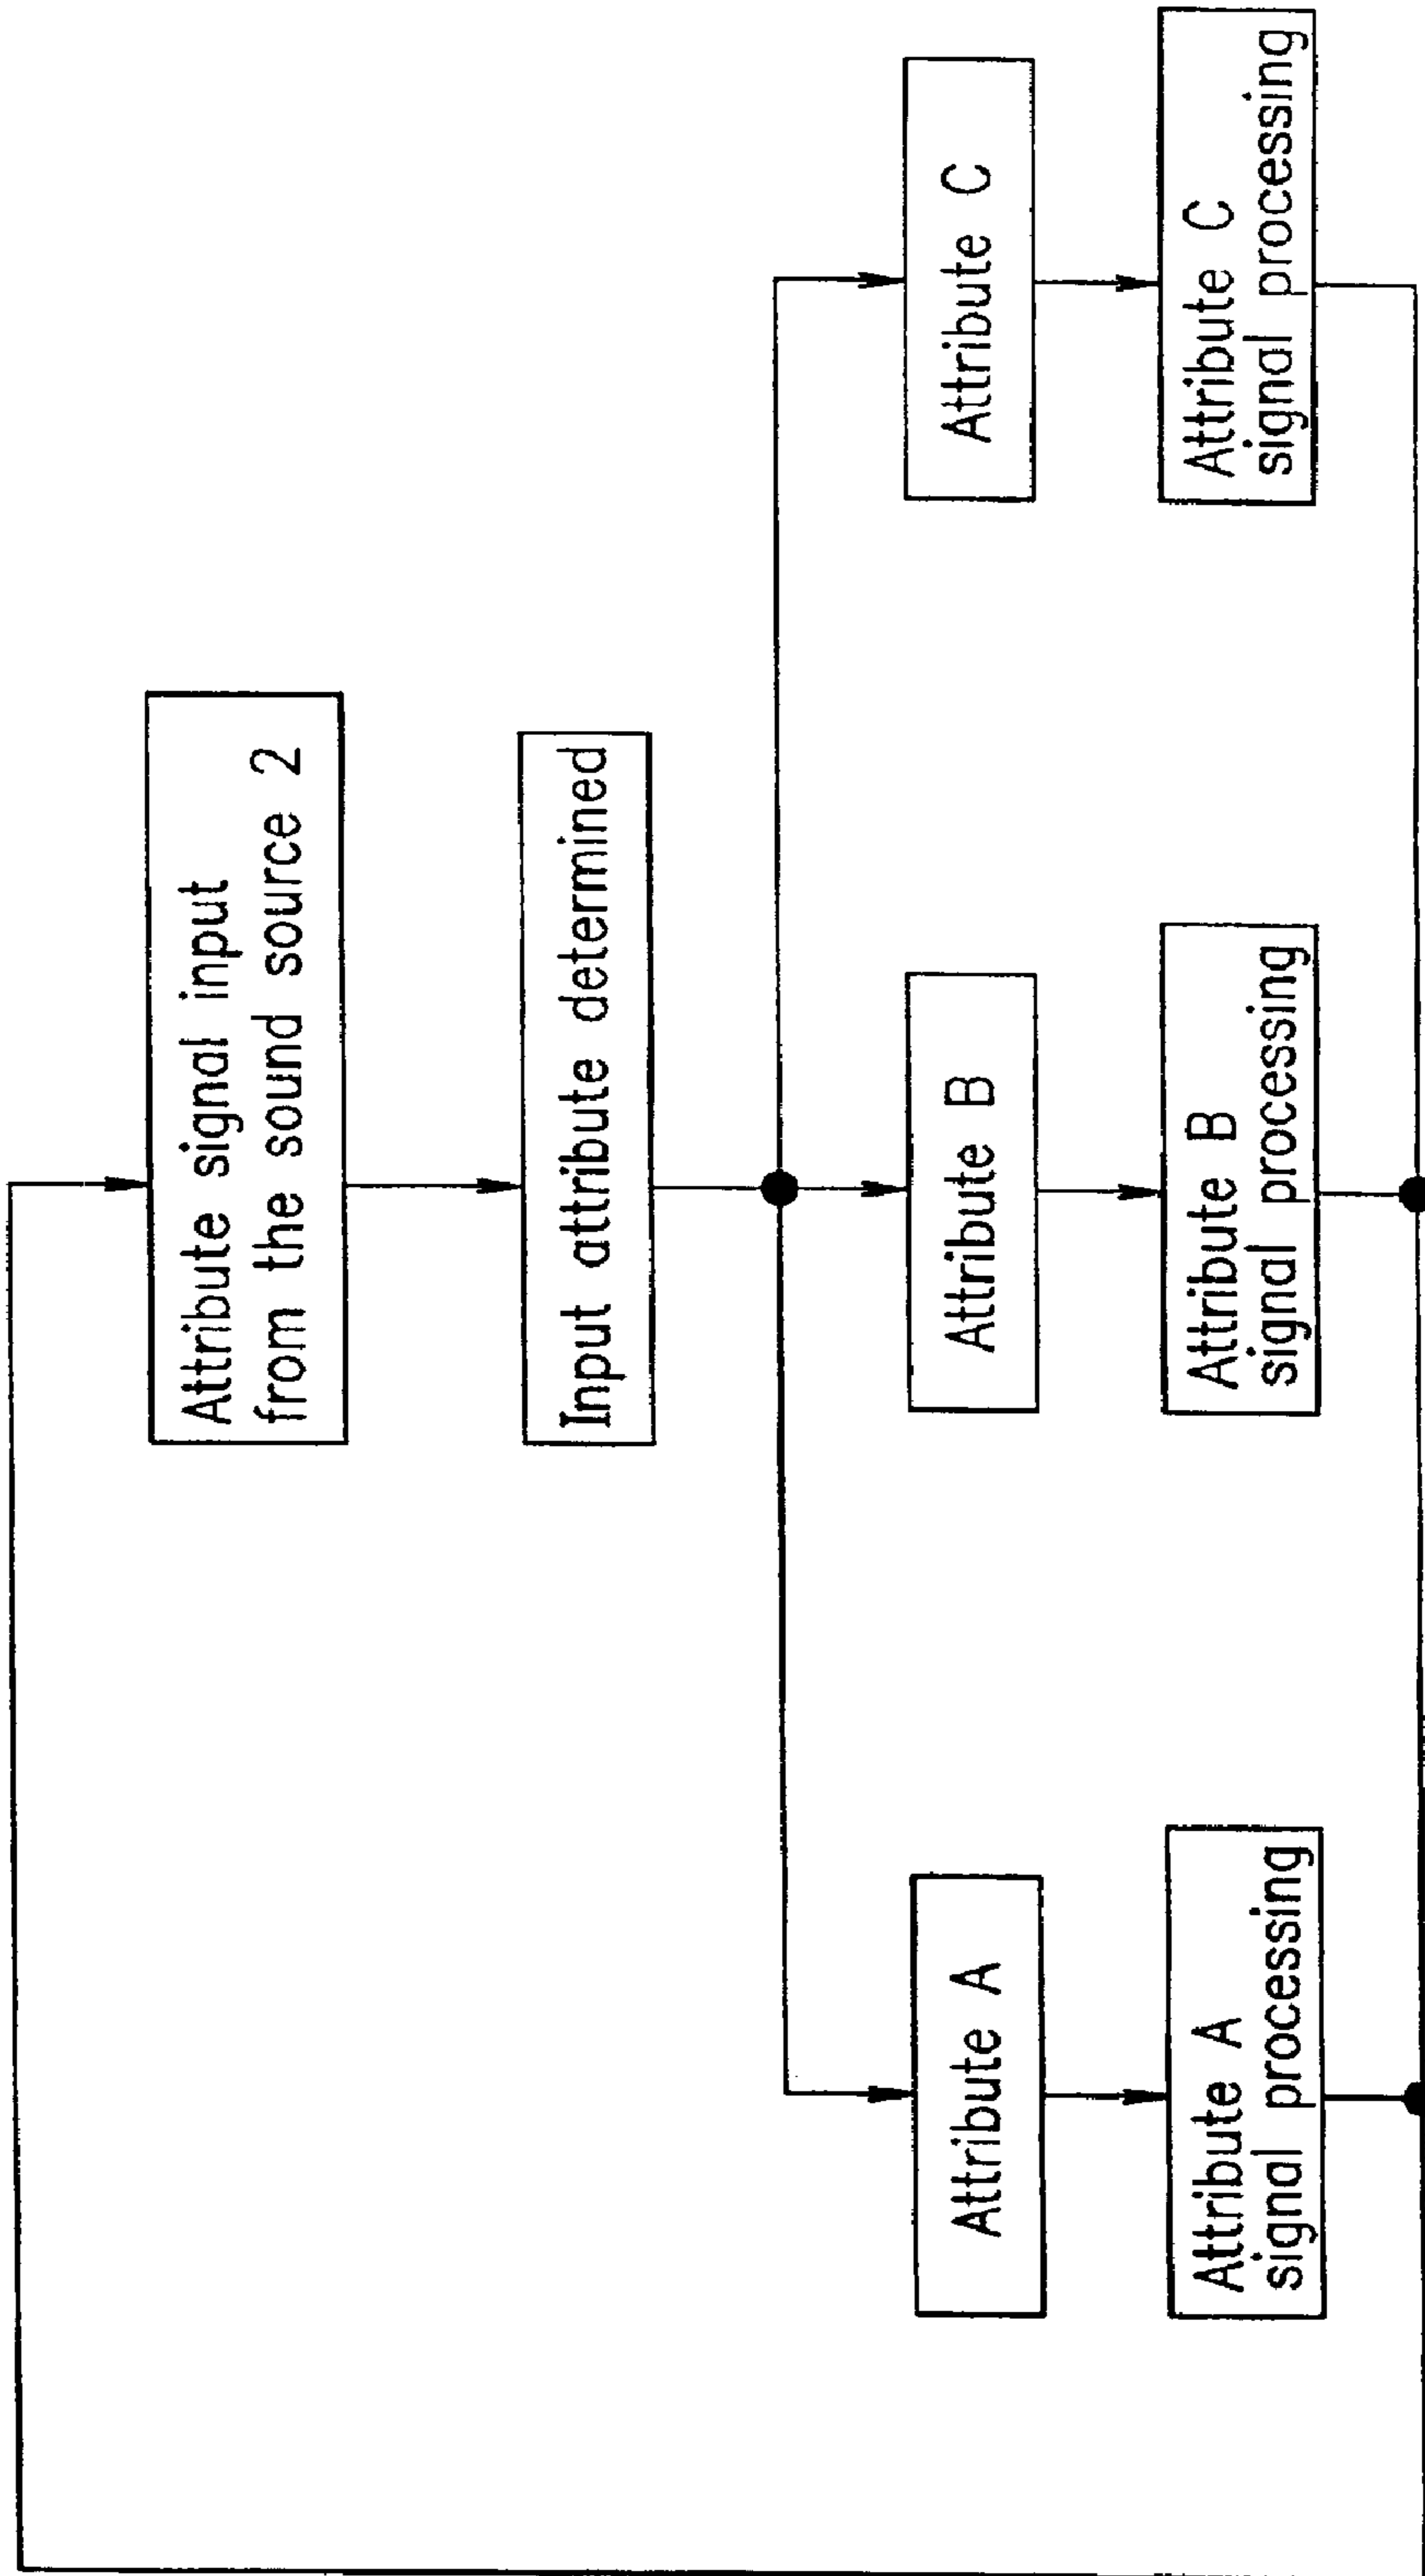 Attribute signal input
from the sound source 2
Input attribute determined
Attribute A
Attribute B
Attribute C
Attribute A
signal processing
Attribute B
signal processing
Attribute C
signal processing